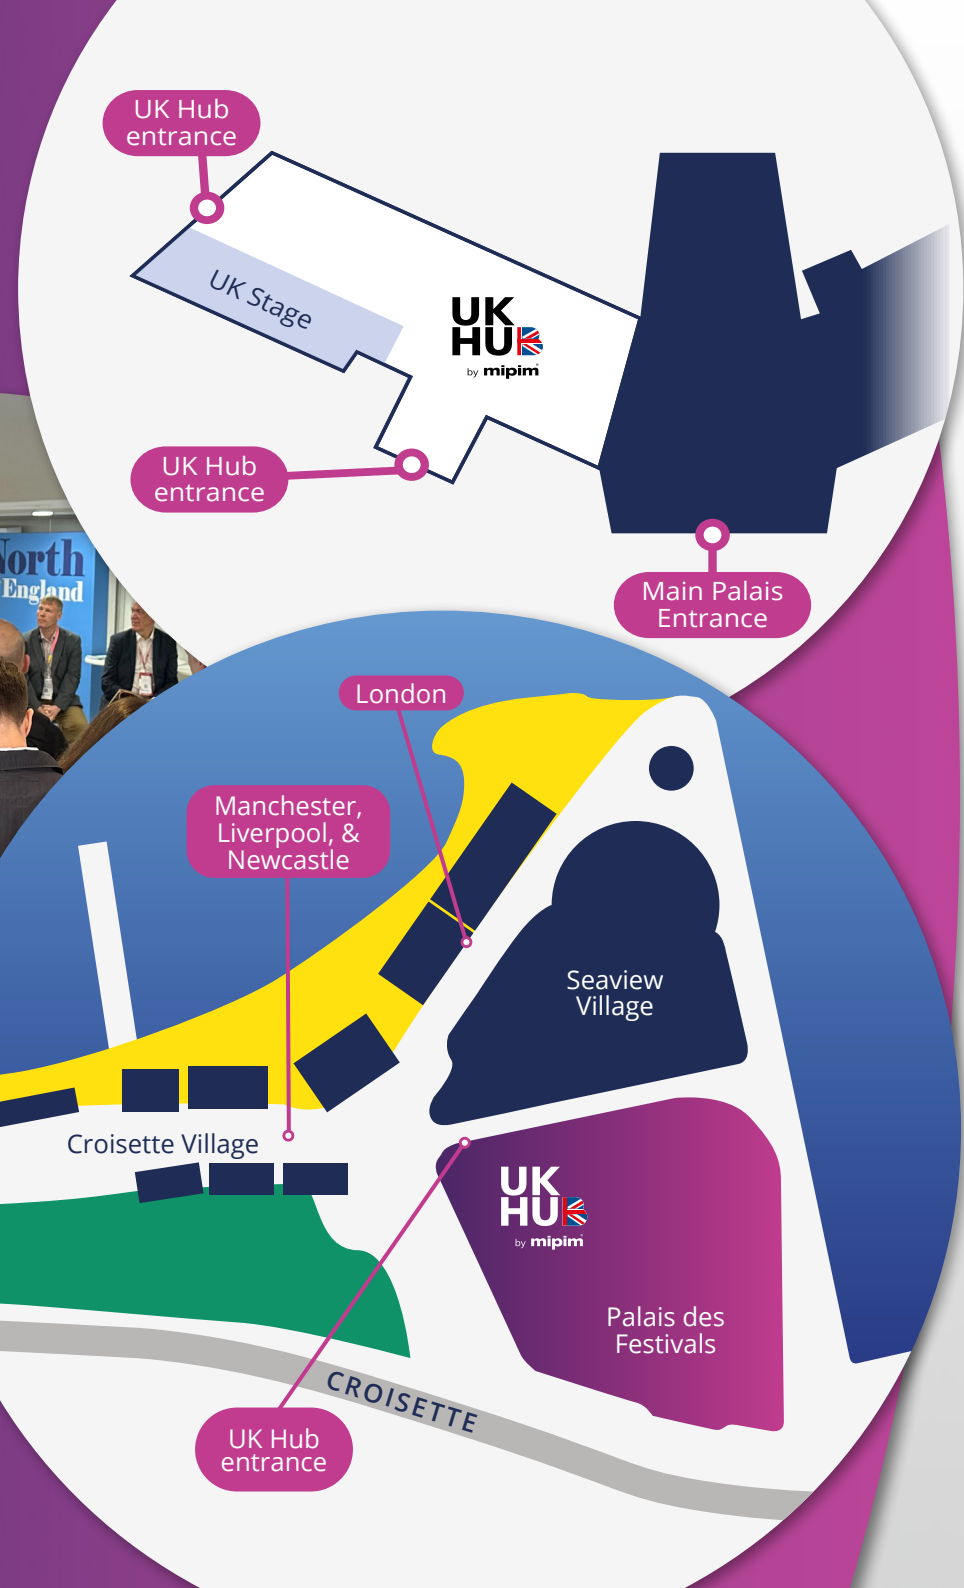 UK Hub
entrance
UK Stage
UK
HUB
by mipim
UK Hub
entrance
Main Palais
Entrance
North
England
London
Manchester,
Liverpool, &
Newcastle
Seaview
Village
Croisette Village
UK
HUB
by mipim
Palais des
Festivals
CROISETTE
UK Hub
entrance